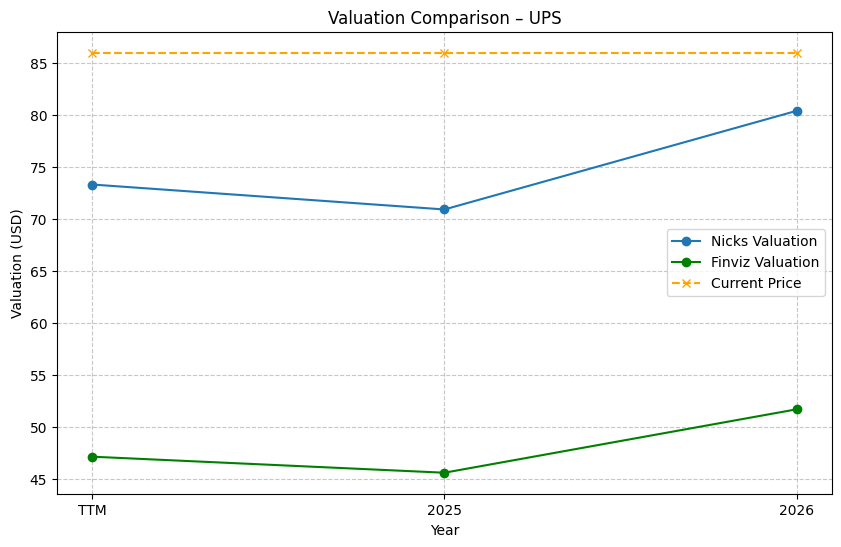 Valuation Comparison – UPS
Valuation (USD)
85
80
75
70
65
60
55
50
45
Nicks Valuation
Finviz Valuation
Current Price
TTM 2025 2026
Year